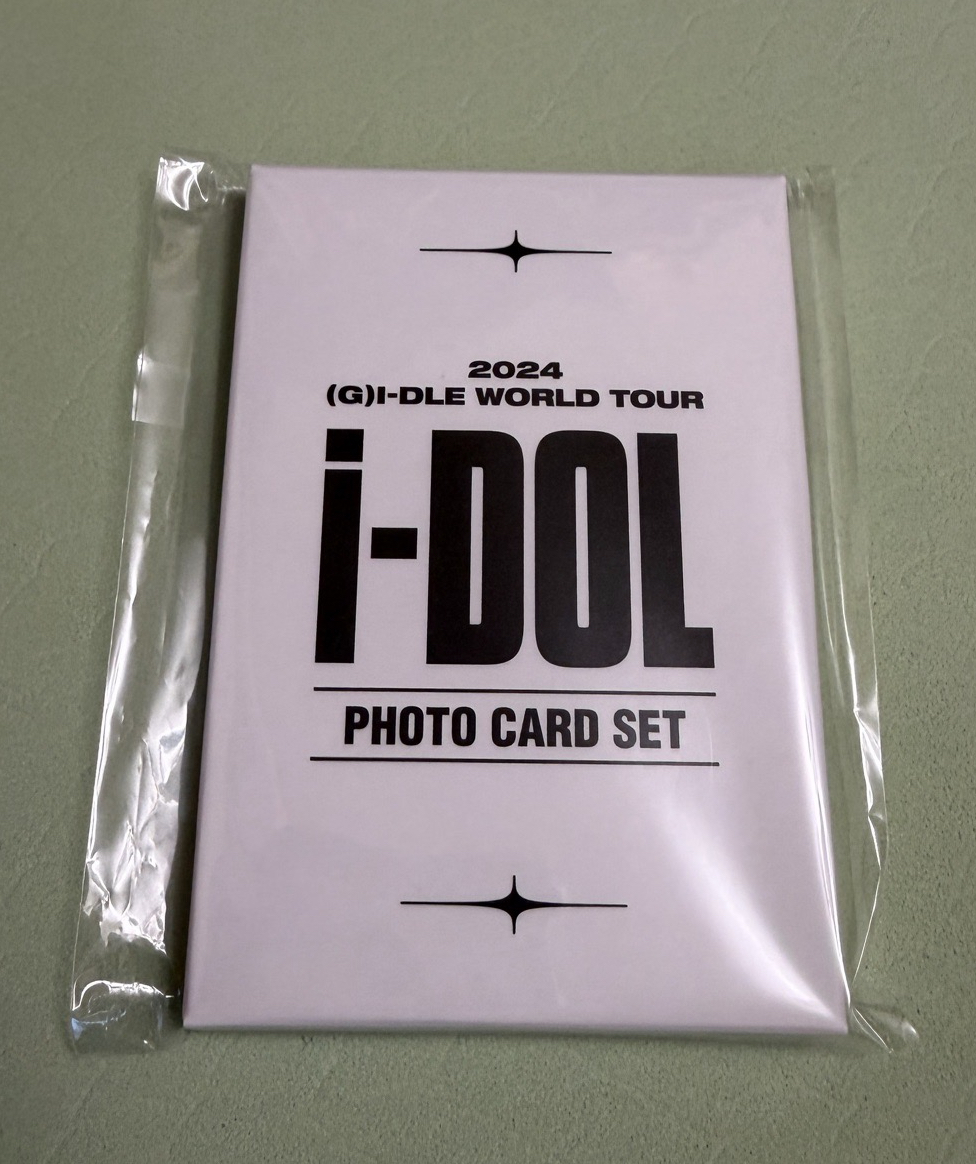 2024
(G)I-DLE WORLD TOUR
i-DOL
PHOTO CARD SET